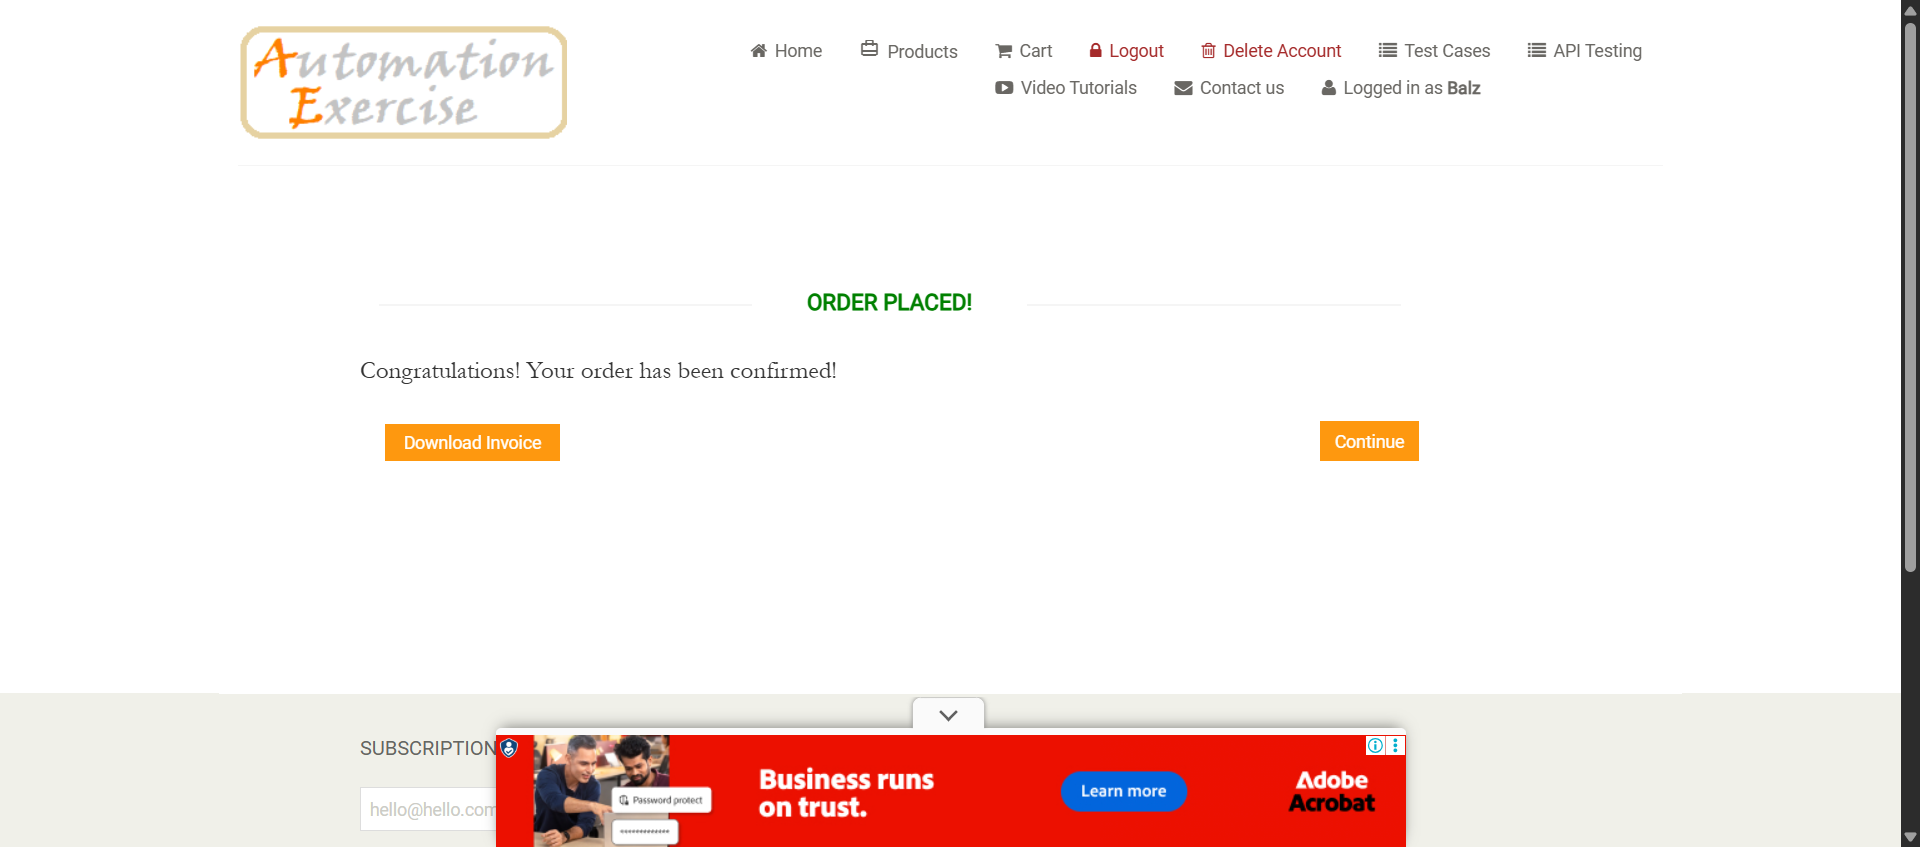 Automation
Exercise
Home
Products
Cart
Logout
Delete Account
Test Cases
API Testing
Video Tutorials
Contact us
Logged in as Balz
ORDER PLACED!
Congratulations! Your order has been confirmed!
Download Invoice
Continue
SUBSCRIPTION
hello@hello.com
Password protect
*************
Business runs
on trust.
Learn more
Adobe
Acrobat